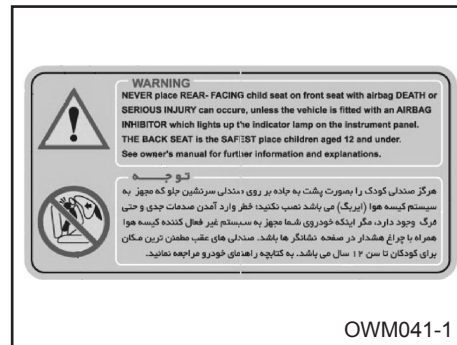 WARNING
NEVER place REAR- FACING child seat on front seat with airbag DEATH or
SERIOUS INJURY can occure, unless the vehicle is fitted with an AIRBAG
INHIBITOR which lights up the indicator lamp on the instrument panel.
THE BACK SEAT is the SAFEST place children aged 12 and under.
See owner's manual for further information and explanations.
توجه
هرگز صندلی کودک را بصورت پشت به جاده بر روی صندلی سرنشین جلو که مجهز به
سیستم کیسه هوا (ایربگ) می باشد نصب نکنید؛ خطر وارد آمدن صدمات جدی و حتی
مرگ وجود دارد، مگر اینکه خودروی شما مجهز به سیستم غیر فعال کننده کیسه هوا
همراه با چراغ هشدار در صفحه نشانگر ها باشد. صندلی های عقب مطمئن ترین مکان
برای کودکان تا سن ۱۲ سال می باشد. به کتابچه راهنمای خودرو مراجعه نمائید.
OWM041-1